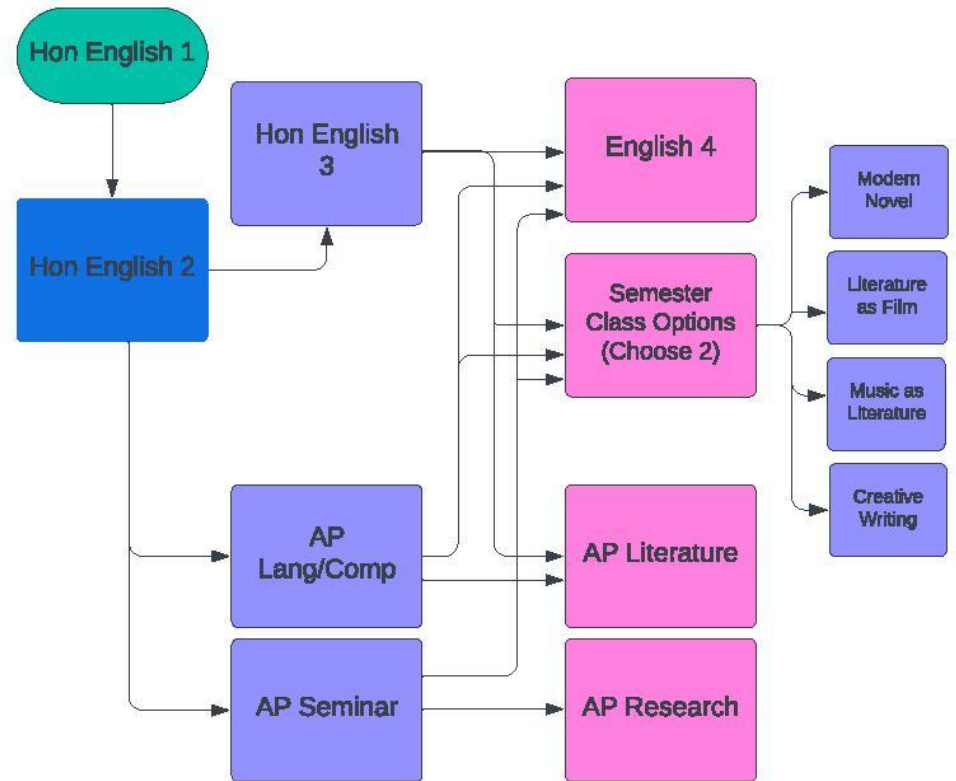 Hon English 1
Hon English 2
Hon English
3
AP
Lang/Comp
AP Seminar
English 4
Semester
Class Options
(Choose 2)
AP Literature
AP Research
Modern
Novel
Literature
as Film
Music as
Literature
Creative
Writing